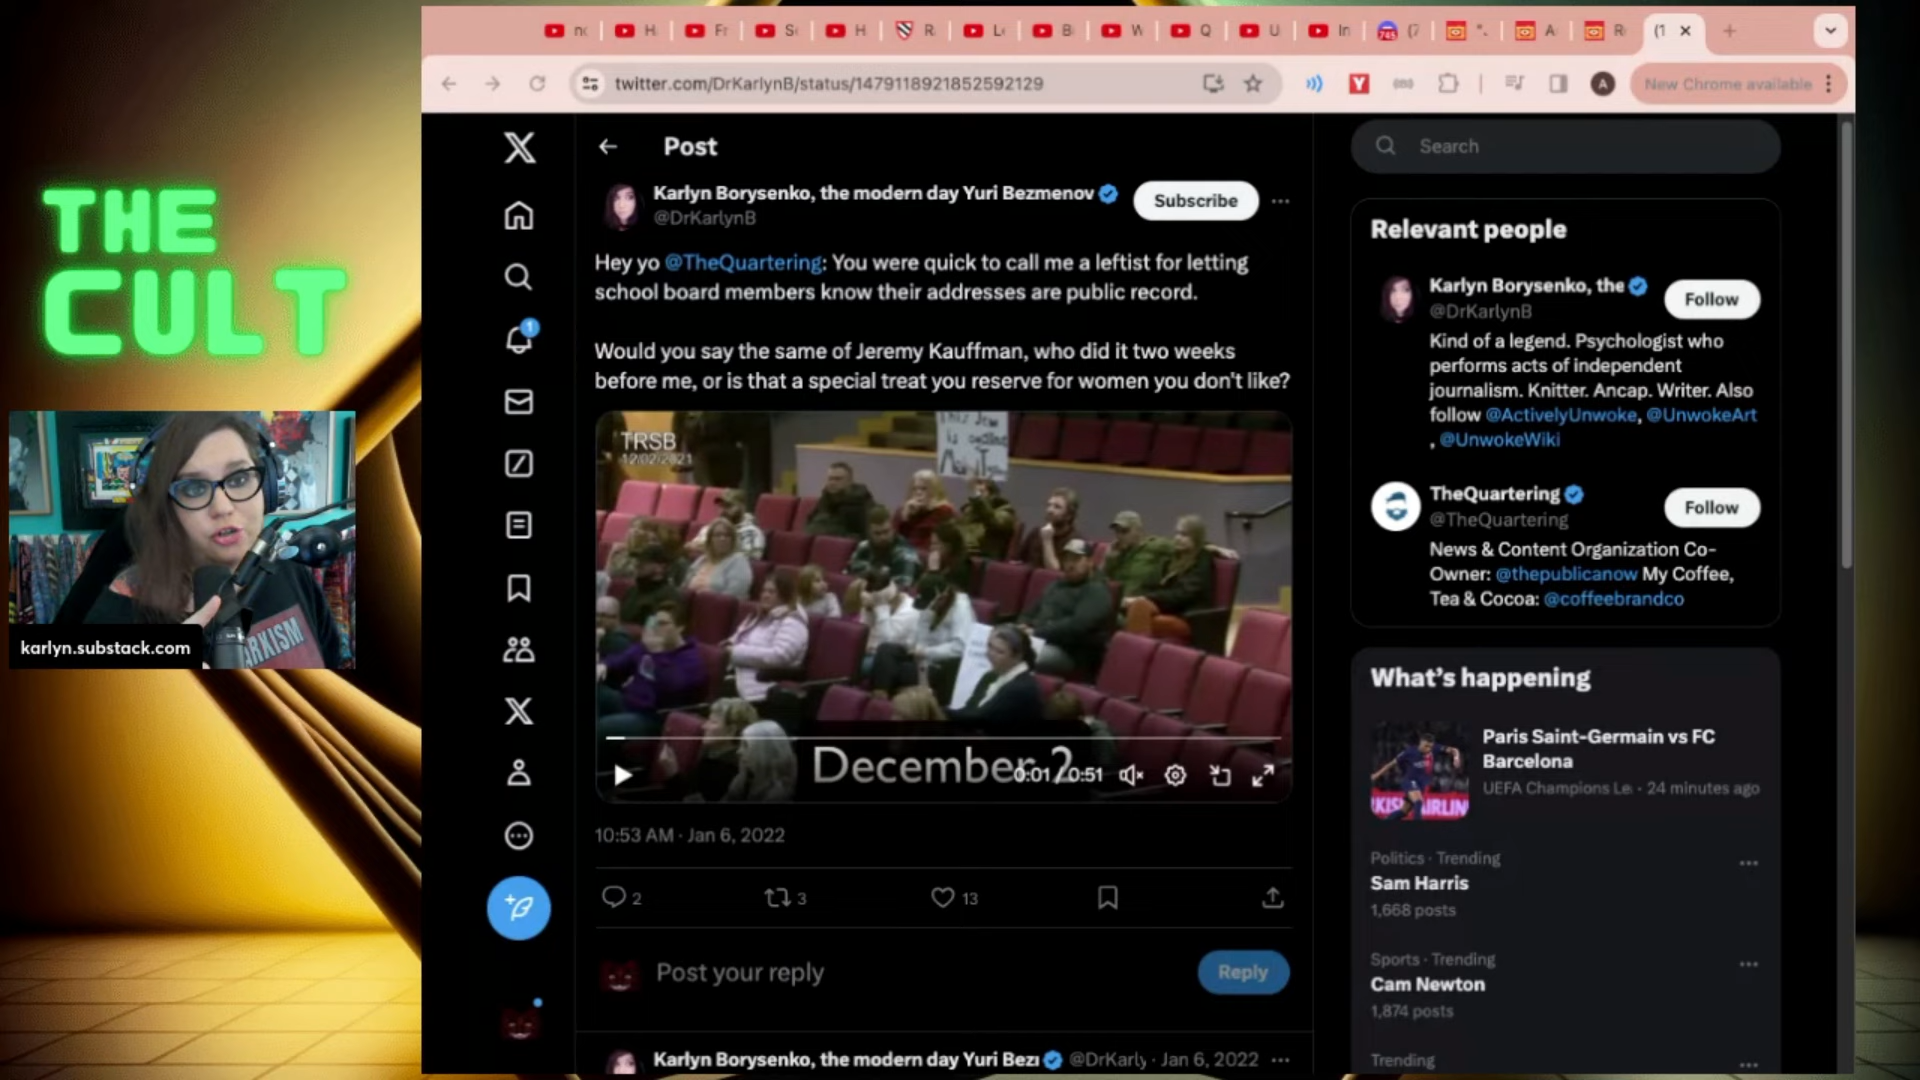 THE
CULT
karlyn.substack.com
twitter.com/DrKarlynB/status/1479118921852592129
New Chrome available
Post
Karlyn Borysenko, the modern day Yuri Bezmenov
@DrKarlynB
Subscribe
Hey yo @TheQuartering: You were quick to call me a leftist for letting
school board members know their addresses are public record.
Would you say the same of Jeremy Kauffman, who did it two weeks
before me, or is that a special treat you reserve for women you don't like?
TRSB
12/02/2021
December 2
0:01 / 0:51
10:53 AM · Jan 6, 2022
2
3
13
Post your reply
Reply
Karlyn Borysenko, the modern day Yuri Bez
@DrKarly · Jan 6, 2022
Search
Relevant people
Karlyn Borysenko, the
@DrKarlynB
Follow
Kind of a legend. Psychologist who
performs acts of independent
journalism. Knitter. Ancap. Writer. Also
follow @ActivelyUnwoke, @UnwokeArt
, @UnwokeWiki
TheQuartering
@TheQuartering
Follow
News & Content Organization Co-
Owner: @thepublicanow My Coffee,
Tea & Cocoa: @coffeebrandco
What's happening
Paris Saint-Germain vs FC
Barcelona
UEFA Champions Le · 24 minutes ago
Politics · Trending
Sam Harris
1,668 posts
Sports · Trending
Cam Newton
1,874 posts
Trending